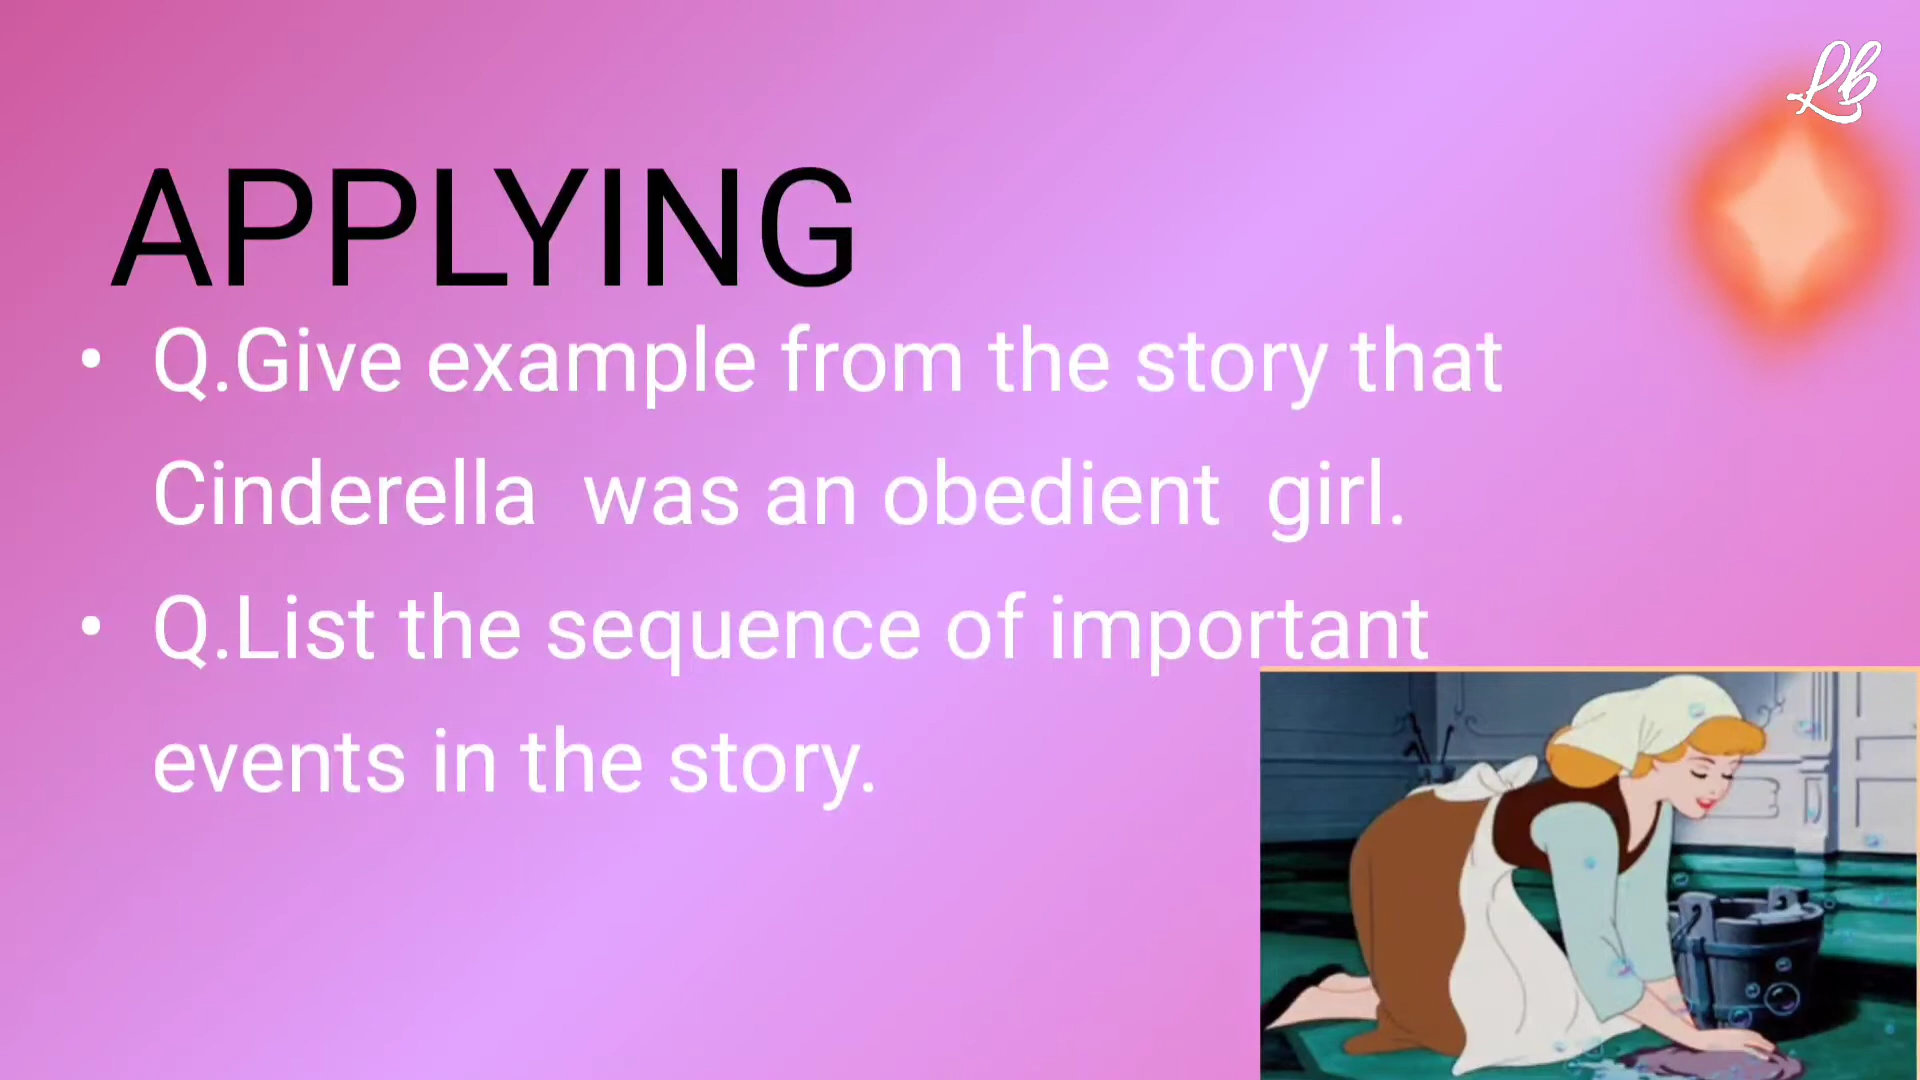 Lb
APPLYING
• Q.Give example from the story that
Cinderella was an obedient girl.
• Q.List the sequence of important
events in the story.